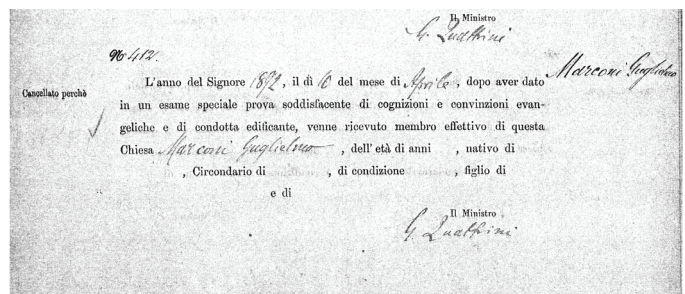 Il Ministro
G. Quattrini
No 412.
Marconi Guglielmo
Cancellato perchè
L'anno del Signore 1892, il dì 10 del mese di Aprile, dopo aver dato
in un esame speciale prova soddisfacente di cognizioni e convinzioni evan-
geliche e di condotta edificante, venne ricevuto membro effettivo di questa
Chiesa Marconi Guglielmo, dell'età di anni , nativo di
, Circondario di , di condizione , figlio di
e di
Il Ministro
G. Quattrini